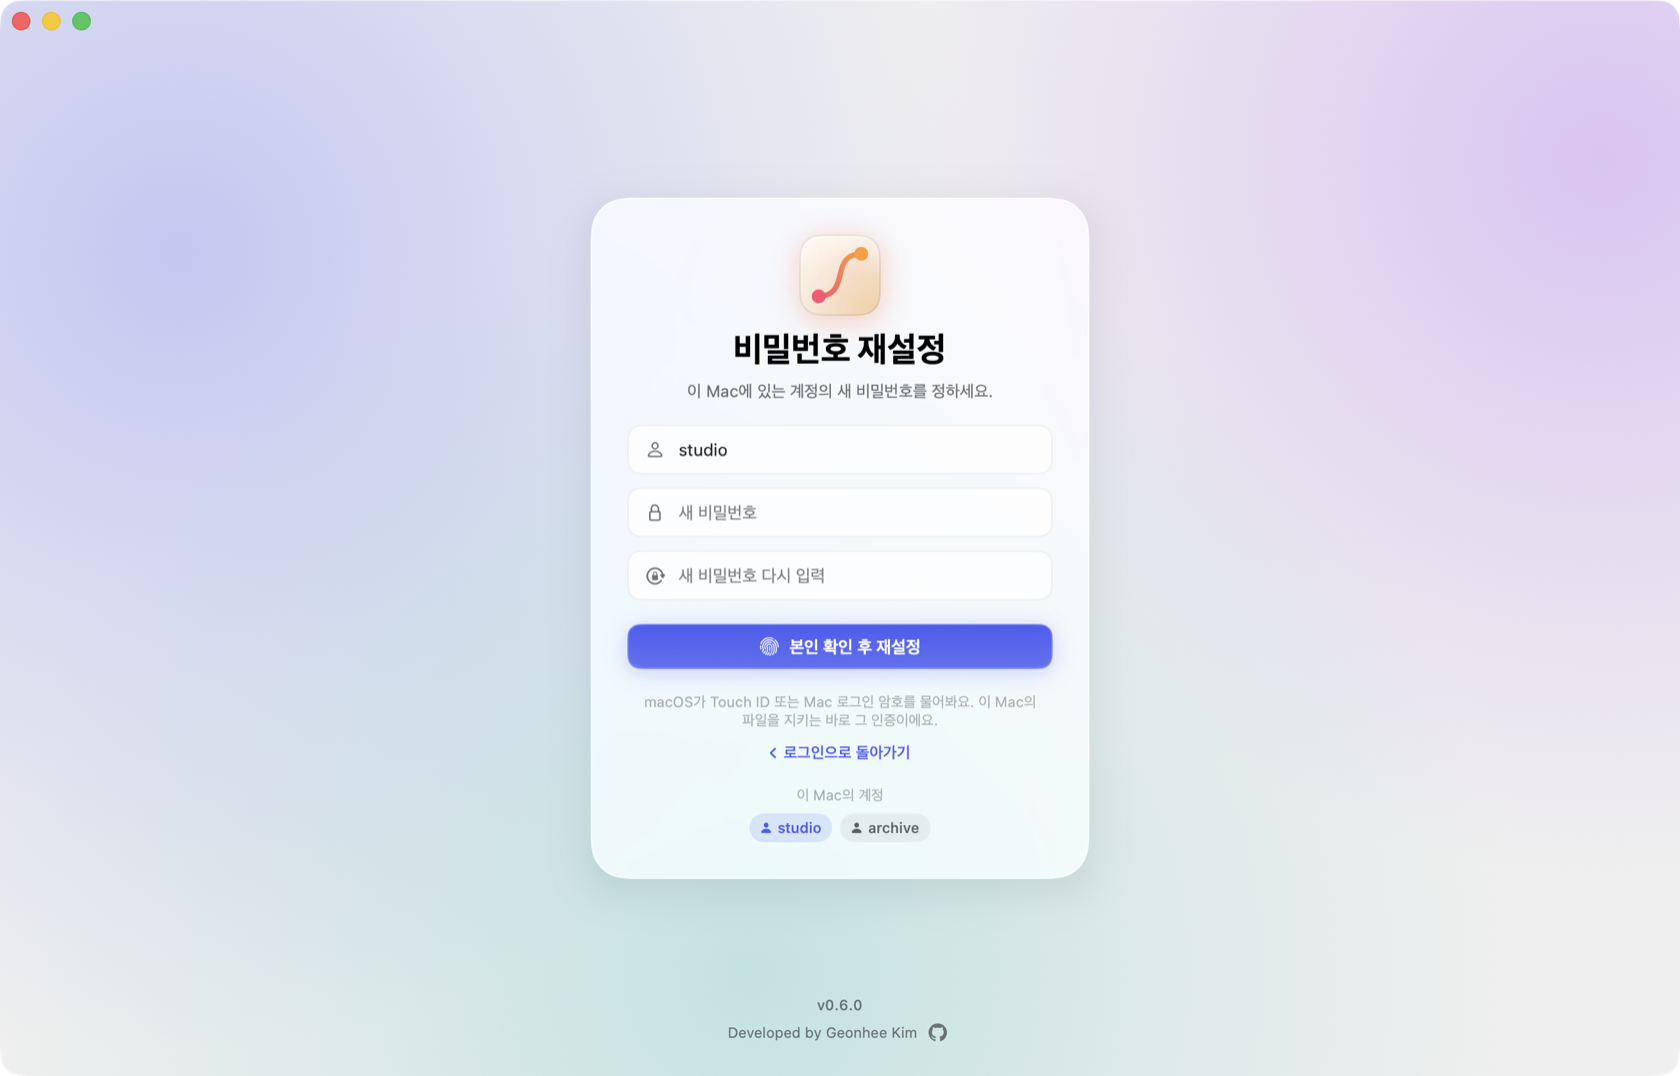 비밀번호 재설정
이 Mac에 있는 계정의 새 비밀번호를 정하세요.
studio
새 비밀번호
새 비밀번호 다시 입력
본인 확인 후 재설정
macOS가 Touch ID 또는 Mac 로그인 암호를 물어봐요. 이 Mac의
파일을 지키는 바로 그 인증이에요.
로그인으로 돌아가기
이 Mac의 계정
studio archive
v0.6.0
Developed by Geonhee Kim